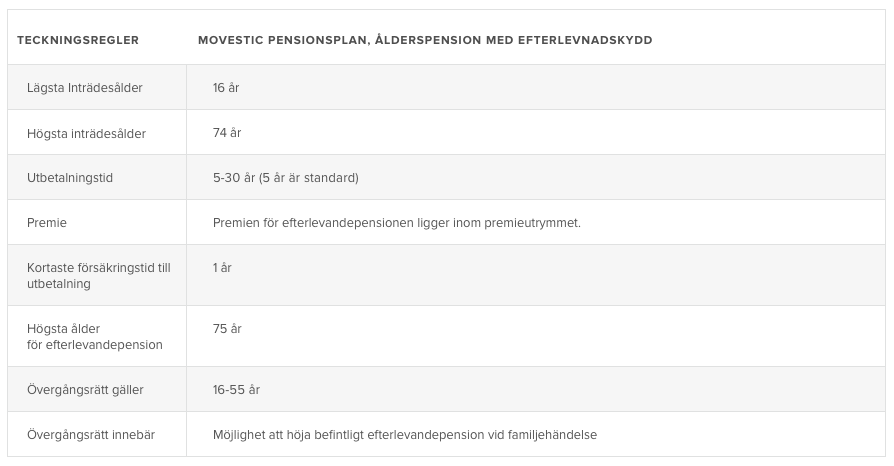 TECKNINGSREGLER MOVESTIC PENSIONSPLAN, ÅLDERSPENSION MED EFTERLEVNADSKYDD
Lägsta Inträdesålder 16 år
Högsta inträdesålder 74 år
Utbetalningstid 5-30 år (5 år är standard)
Premie Premien för efterlevandepensionen ligger inom premieutrymmet.
Kortaste försäkringstid till 1 år
utbetalning
Högsta ålder 75 år
för efterlevandepension
Övergångsrätt gäller 16-55 år
Övergångsrätt innebär Möjlighet att höja befintligt efterlevandepension vid familjehändelse